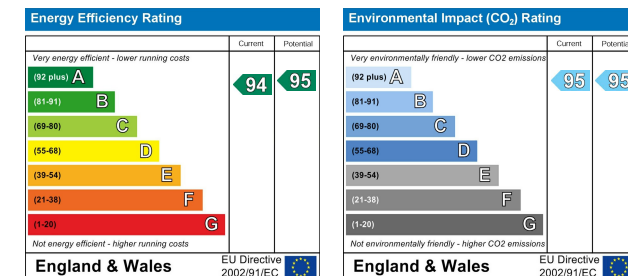 Energy Efficiency Rating
Current Potential
Very energy efficient - lower running costs
(92 plus) A
94 95
(81-91) B
(69-80) C
(55-68) D
(39-54) E
(21-38) F
(1-20) G
Not energy efficient - higher running costs
England & Wales
EU Directive
2002/91/EC
Environmental Impact (CO₂) Rating
Current Potentia
Very environmentally friendly - lower CO2 emissions
(92 plus) A
95 95
(81-91) B
(69-80) C
(55-68) D
(39-54) E
(21-38) F
(1-20) G
Not environmentally friendly - higher CO2 emissions
England & Wales
EU Directive
2002/91/EC